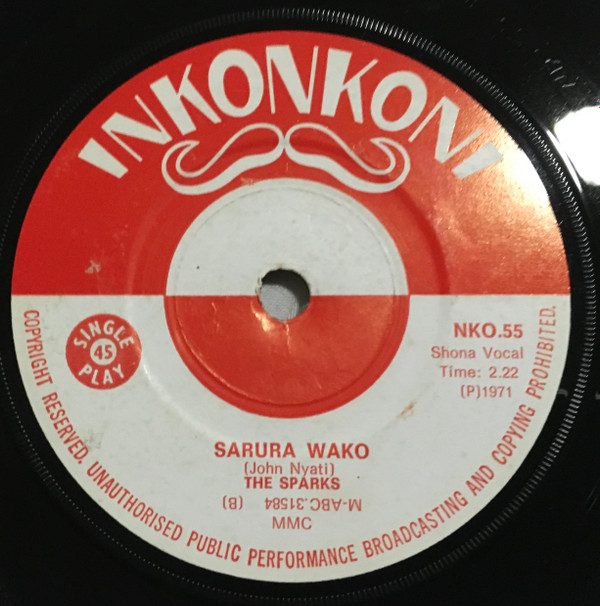 INKONKONI
SINGLE
45
PLAY
NKO.55
Shona Vocal
Time: 2.22
(P)1971
SARURA WAKO
(John Nyati)
THE SPARKS
M-ABC.31584 (B)
MMC
COPYRIGHT RESERVED. UNAUTHORISED PUBLIC PERFORMANCE BROADCASTING AND COPYING PROHIBITED.